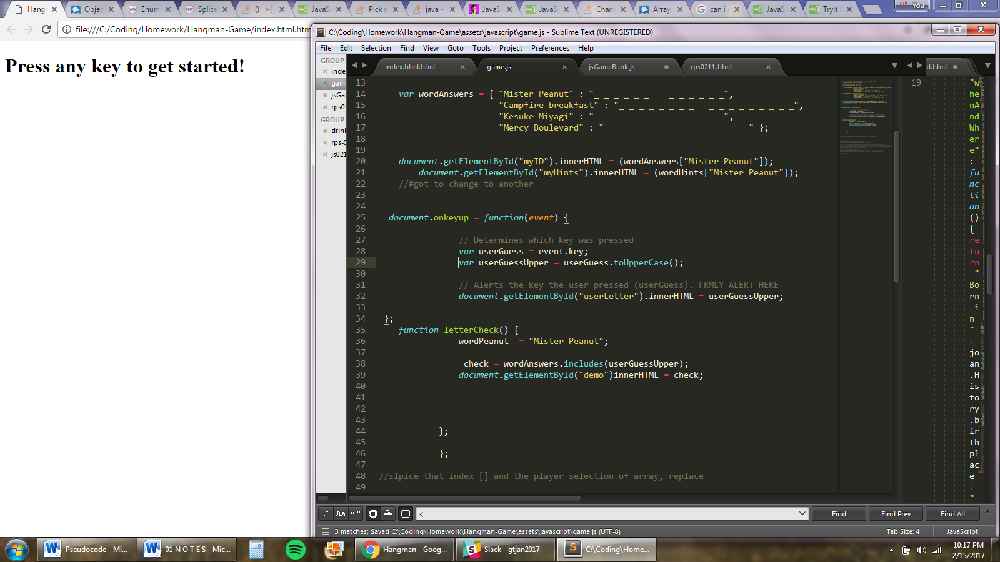 Hang
Objec
Enum
Splice
()=>{
JavaS
Pick r
java -
JavaS
JavaS
Chang
Array.
can i
JavaS
Tryit
You
file:///C:/Coding/Homework/Hangman-Game/index.html.htm
Press any key to get started!
C:\Coding\Homework\Hangman-Game\assets\javascript\game.js - Sublime Text (UNREGISTERED)
File Edit Selection Find View Goto Tools Project Preferences Help
GROUP
inde
game
jsGa
rps0
GROUP
drink
rps-0
js021
index.html.html
game.js
jsGameBank.js
rps0211.html
d.html
13
14 var wordAnswers = { "Mister Peanut" : "_ _ _ _ _ _   _ _ _ _ _ _",
15 "Campfire breakfast" : "_ _ _ _ _ _ _ _   _ _ _ _ _ _ _ _ _",
16 "Kesuke Miyagi" : "_ _ _ _ _ _   _ _ _ _ _ _ ",
17 "Mercy Boulevard" : "_ _ _ _ _   _ _ _ _ _ _ _ _ _" };
18
19
20 document.getElementById("myID").innerHTML = (wordAnswers["Mister Peanut"]);
21 document.getElementById("myHints").innerHTML = (wordHints["Mister Peanut"]);
22 //#got to change to another
23
24
25 document.onkeyup = function(event) {
26
27 // Determines which key was pressed
28 var userGuess = event.key;
29 var userGuessUpper = userGuess.toUpperCase();
30
31 // Alerts the key the user pressed (userGuess). FRMLY ALERT HERE
32 document.getElementById("userLetter").innerHTML = userGuessUpper;
33
34 };
35 function letterCheck() {
36 wordPeanut  = "Mister Peanut";
37
38 check = wordAnswers.includes(userGuessUpper);
39 document.getElementById("demo")innerHTML = check;
40
41
42
43
44 };
45
46 };
47
48 //slpice that index [] and the player selection of array, replace
49
19 "w
henA
nd
Wh
er
e"
:
fu
nc
ti
on
()
{
re
tu
rn
"
Bo
rn
i
n
"
+
jo
an
.H
is
to
ry
.b
ir
th
pl
ac
e
+
"
.* Aa “ ”
<
Find
Find Prev
Find All
3 matches; Saved C:\Coding\Homework\Hangman-Game\assets\javascript\game.js (UTF-8)
Tab Size: 4
JavaScript
Pseudocode - Mi...
01 N O T E S - Mic...
Hangman - Goog...
Slack - gtjan2017
C:\Coding\Home...
10:17 PM
2/15/2017